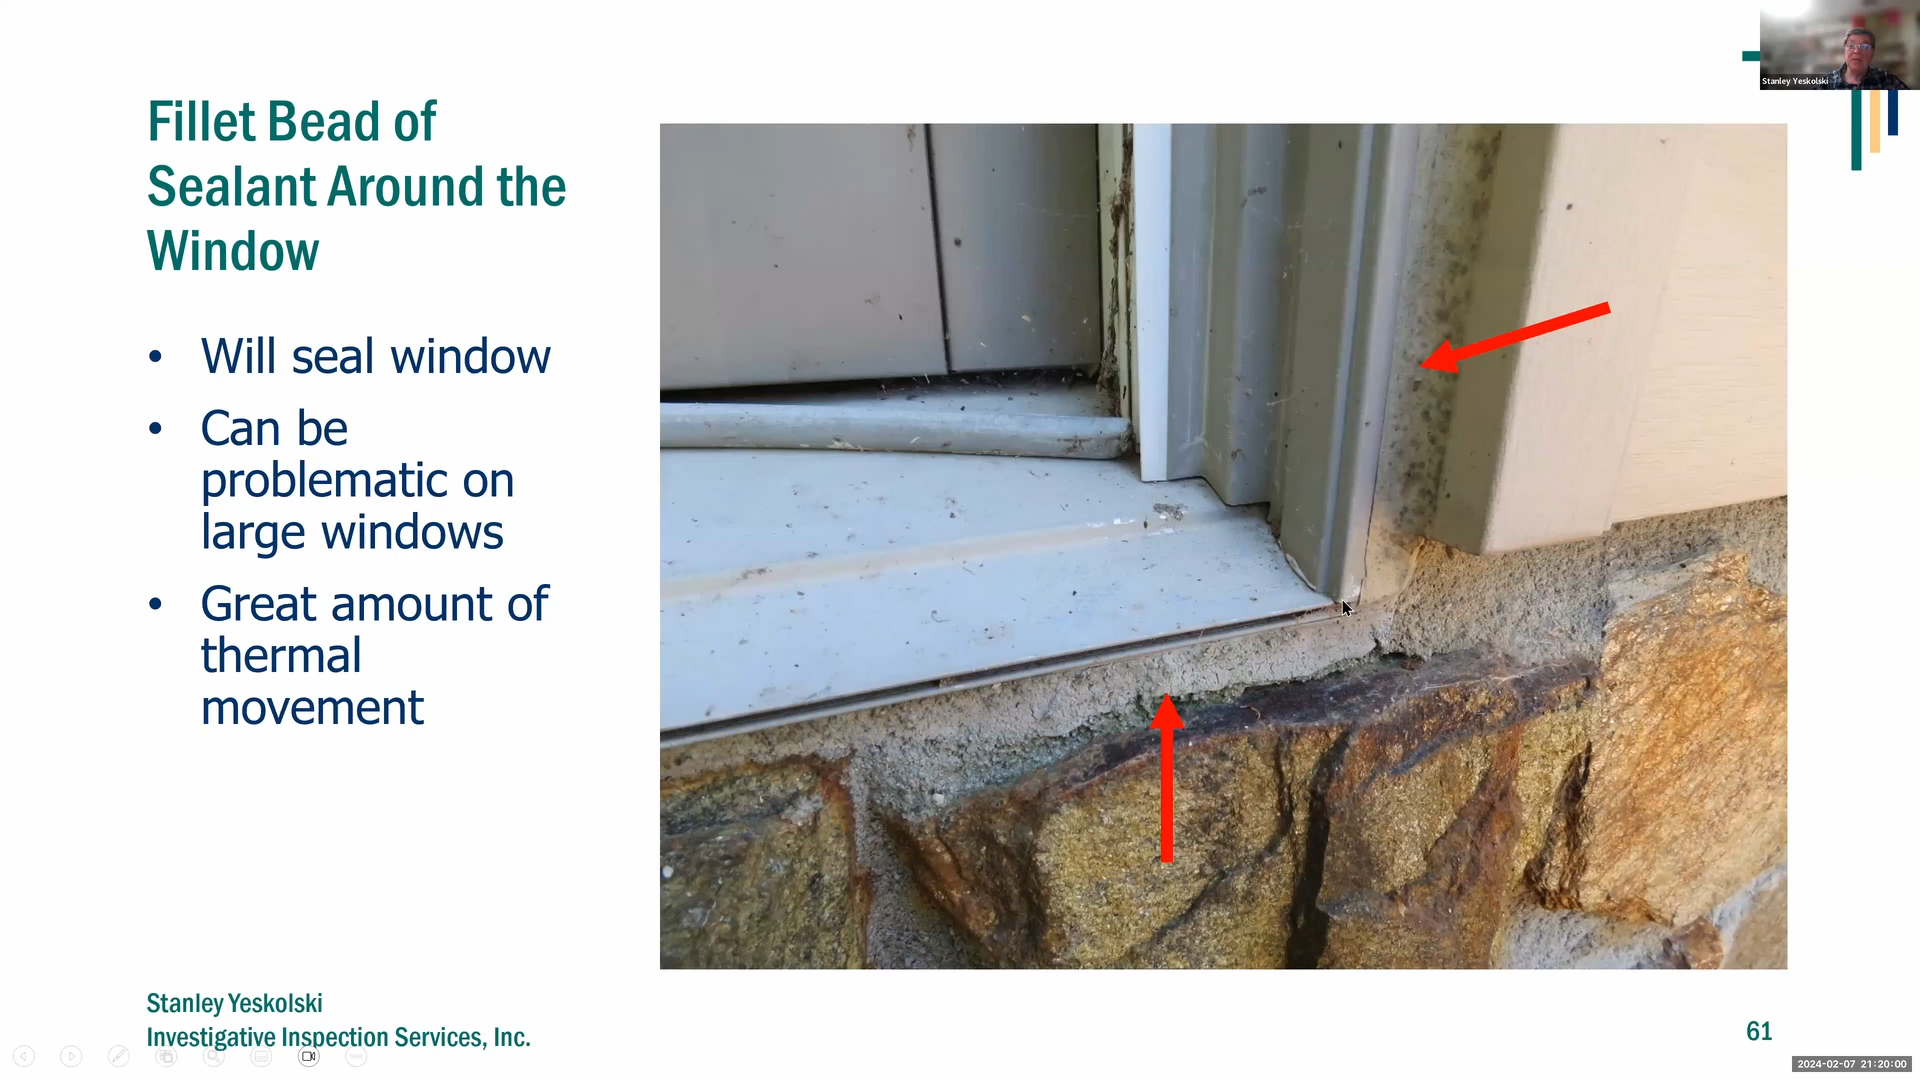 Fillet Bead of
Sealant Around the
Window
• Will seal window
• Can be
problematic on
large windows
• Great amount of
thermal
movement
Stanley Yeskolski
Investigative Inspection Services, Inc.
61
Stanley Yeskolski
2024-02-07 21:20:00